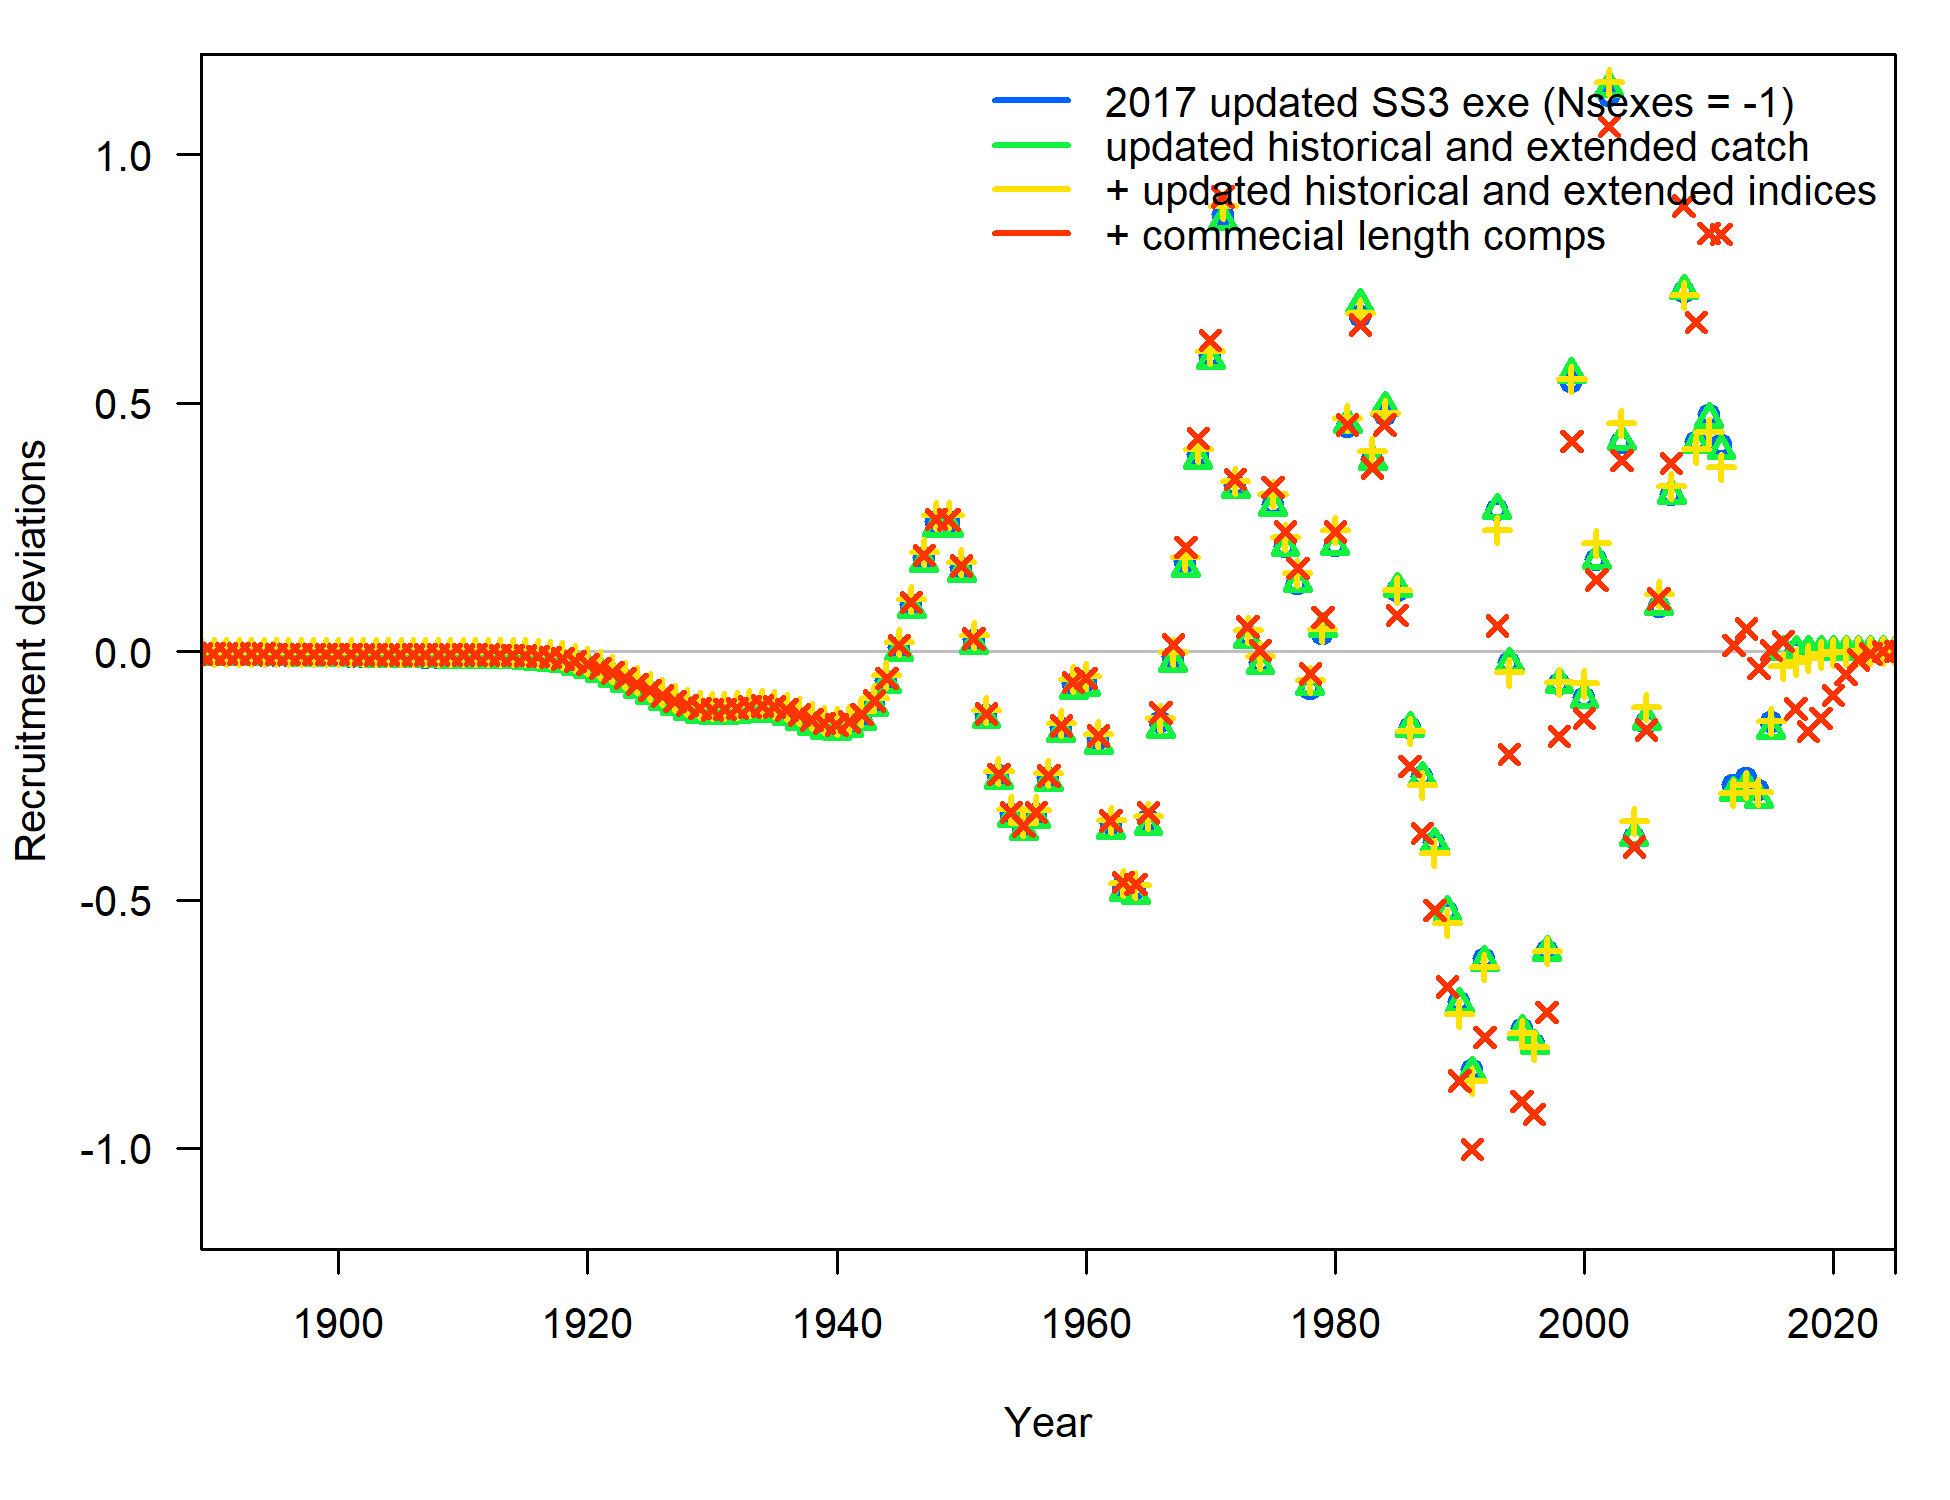 2017 updated SS3 exe (Nsexes = -1)
updated historical and extended catch
+ updated historical and extended indices
+ commecial length comps
1.0
0.5
0.0
-0.5
-1.0
Recruitment deviations
1900 1920 1940 1960 1980 2000 2020
Year